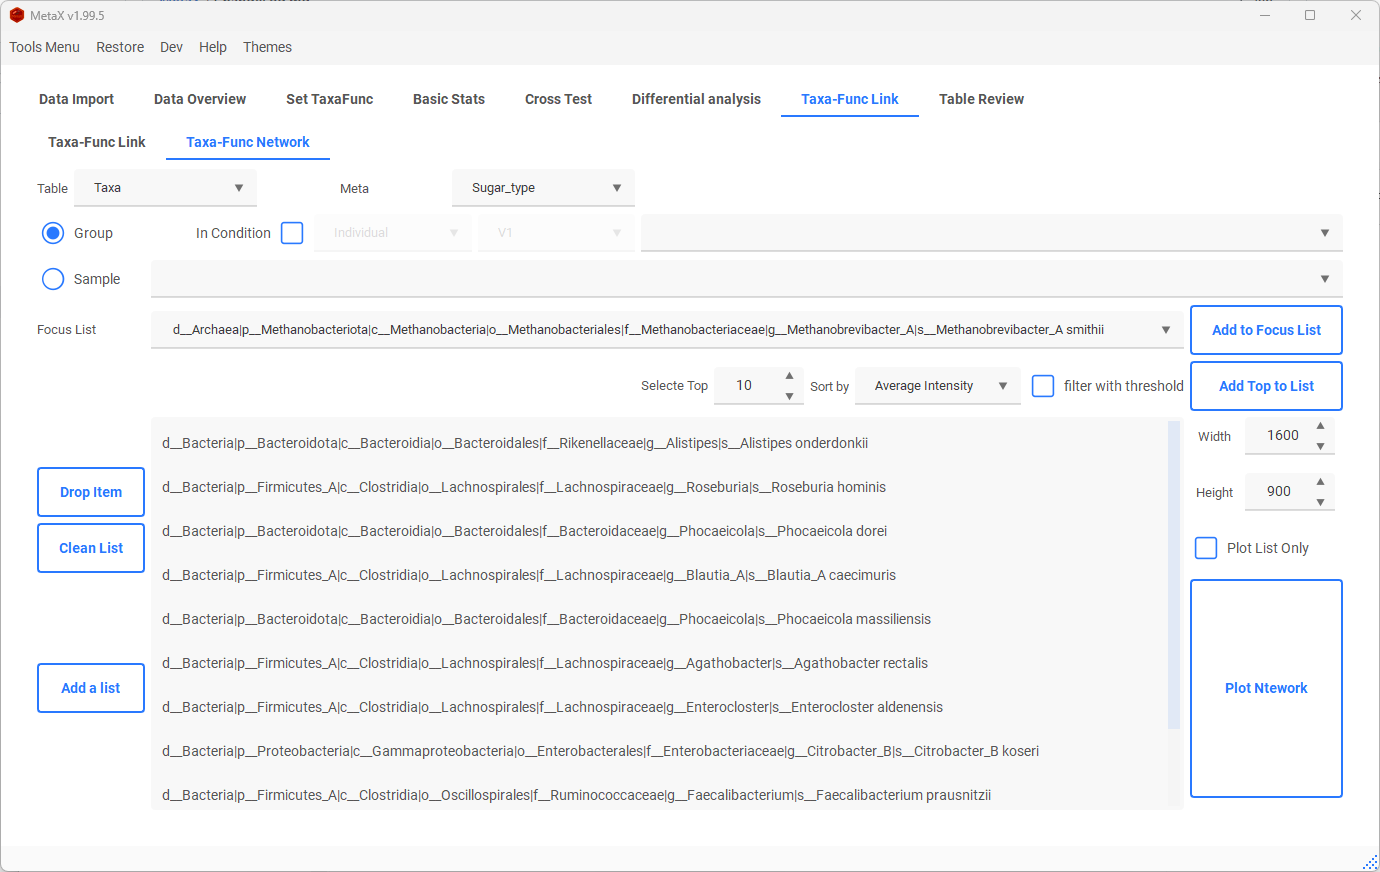 MetaX v1.99.5
Tools Menu Restore Dev Help Themes
Data Import Data Overview Set TaxaFunc Basic Stats Cross Test Differential analysis Taxa-Func Link Table Review
Taxa-Func Link Taxa-Func Network
Table Taxa Meta Sugar_type
Group In Condition Individual V1
Sample
Focus List d__Archaea|p__Methanobacteriota|c__Methanobacteria|o__Methanobacteriales|f__Methanobacteriaceae|g__Methanobrevibacter_A|s__Methanobrevibacter_A smithii Add to Focus List
Selecte Top 10 Sort by Average Intensity filter with threshold Add Top to List
d__Bacteria|p__Bacteroidota|c__Bacteroidia|o__Bacteroidales|f__Rikenellaceae|g__Alistipes|s__Alistipes onderdonkii Width 1600
Drop Item d__Bacteria|p__Firmicutes_A|c__Clostridia|o__Lachnospirales|f__Lachnospiraceae|g__Roseburia|s__Roseburia hominis Height 900
d__Bacteria|p__Bacteroidota|c__Bacteroidia|o__Bacteroidales|f__Bacteroidaceae|g__Phocaeicola|s__Phocaeicola dorei
Clean List Plot List Only
d__Bacteria|p__Firmicutes_A|c__Clostridia|o__Lachnospirales|f__Lachnospiraceae|g__Blautia_A|s__Blautia_A caecimuris
d__Bacteria|p__Bacteroidota|c__Bacteroidia|o__Bacteroidales|f__Bacteroidaceae|g__Phocaeicola|s__Phocaeicola massiliensis
d__Bacteria|p__Firmicutes_A|c__Clostridia|o__Lachnospirales|f__Lachnospiraceae|g__Agathobacter|s__Agathobacter rectalis
Add a list Plot Ntework
d__Bacteria|p__Firmicutes_A|c__Clostridia|o__Lachnospirales|f__Lachnospiraceae|g__Enterocloster|s__Enterocloster aldenensis
d__Bacteria|p__Proteobacteria|c__Gammaproteobacteria|o__Enterobacterales|f__Enterobacteriaceae|g__Citrobacter_B|s__Citrobacter_B koseri
d__Bacteria|p__Firmicutes_A|c__Clostridia|o__Oscillospirales|f__Ruminococcaceae|g__Faecalibacterium|s__Faecalibacterium prausnitzii